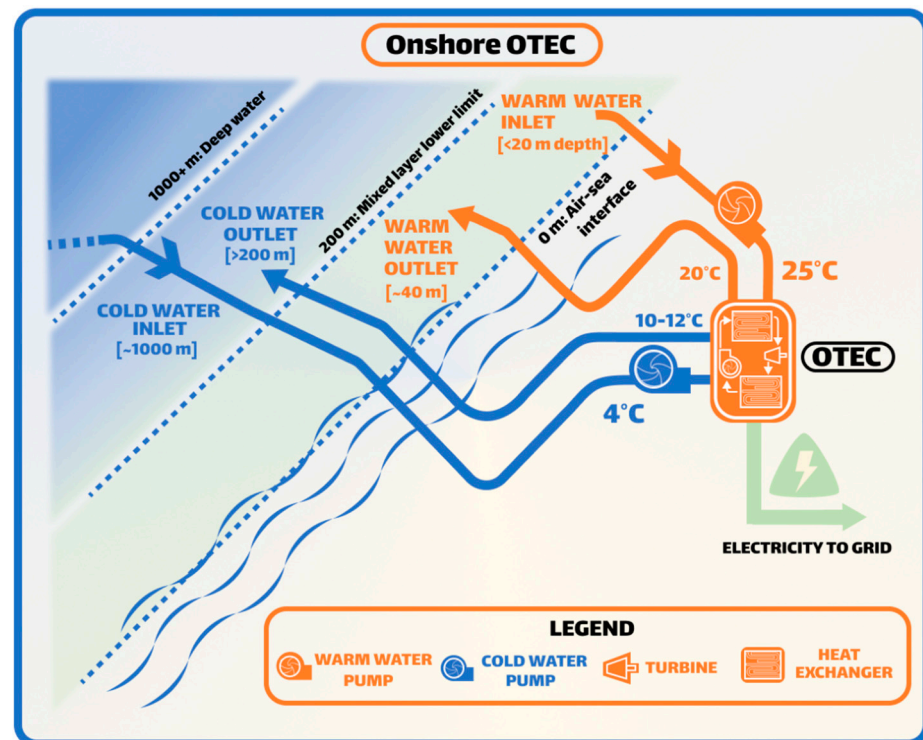 Onshore OTEC
1000+ m: Deep water
200 m: Mixed layer lower limit
WARM WATER
INLET
[<20 m depth]
0 m: Air-sea
interface
COLD WATER
OUTLET
[>200 m]
WARM
WATER
OUTLET
[~40 m]
COLD WATER
INLET
[~1000 m]
20°C
25°C
10-12°C
4°C
OTEC
ELECTRICITY TO GRID
LEGEND
WARM WATER
PUMP
COLD WATER
PUMP
TURBINE
HEAT
EXCHANGER